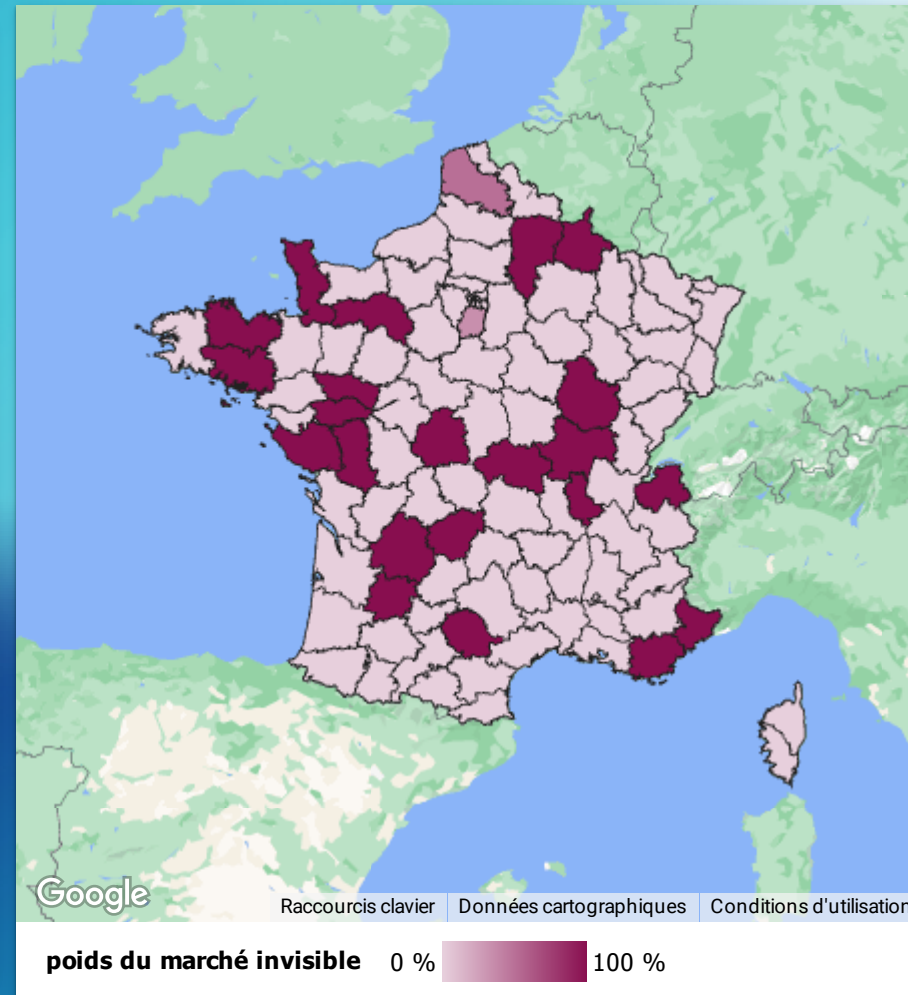 Google
Raccourcis clavier Données cartographiques Conditions d'utilisation
poids du marché invisible 0 % 100 %